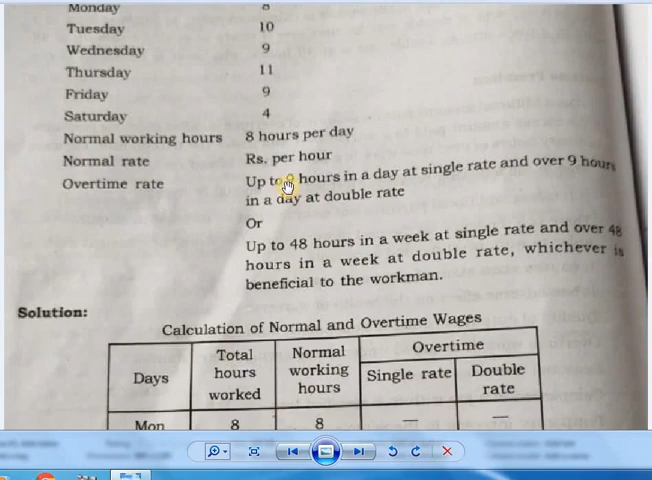 Monday 8
Tuesday 10
Wednesday 9
Thursday 11
Friday 9
Saturday 4
Normal working hours 8 hours per day
Normal rate Rs. per hour
Overtime rate Up to 9 hours in a day at single rate and over 9 hours
in a day at double rate
Or
Up to 48 hours in a week at single rate and over 48
hours in a week at double rate, whichever is
beneficial to the workman.
Solution:
Calculation of Normal and Overtime Wages
Days Total hours worked Normal working hours Overtime
Single rate Double rate
Mon 8 8 — —